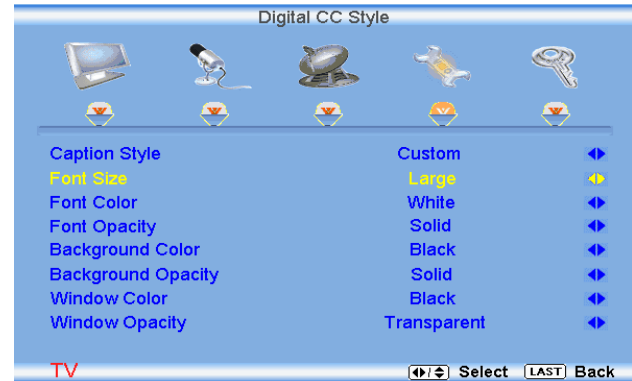 Digital CC Style
Caption Style Custom
Font Size Large
Font Color White
Font Opacity Solid
Background Color Black
Background Opacity Solid
Window Color Black
Window Opacity Transparent
TV Select LAST Back